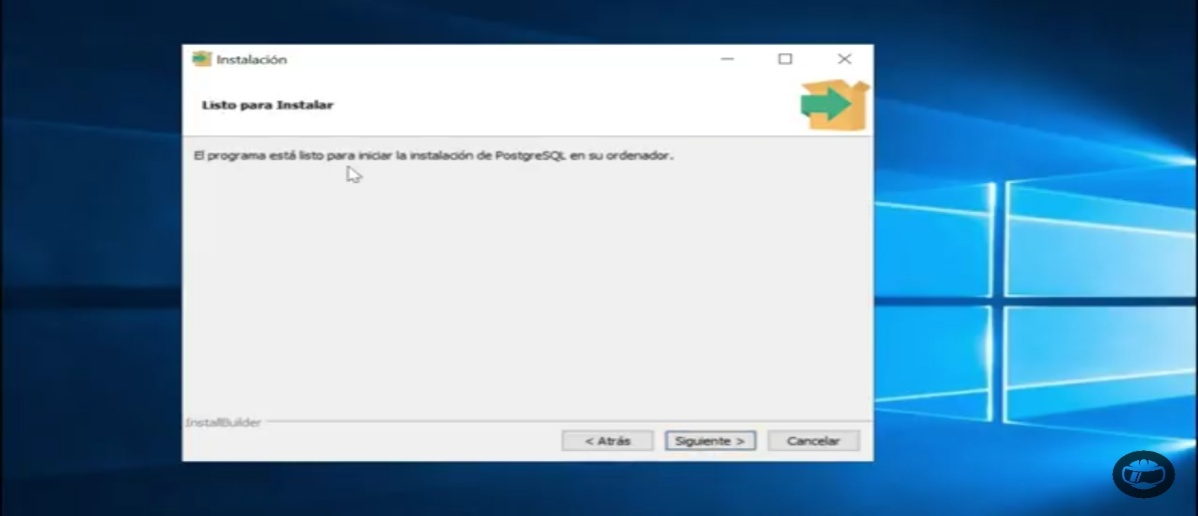 Instalación
Listo para Instalar
El programa está listo para iniciar la instalación de PostgreSQL en su ordenador.
InstallBuilder
< Atrás
Siguiente >
Cancelar